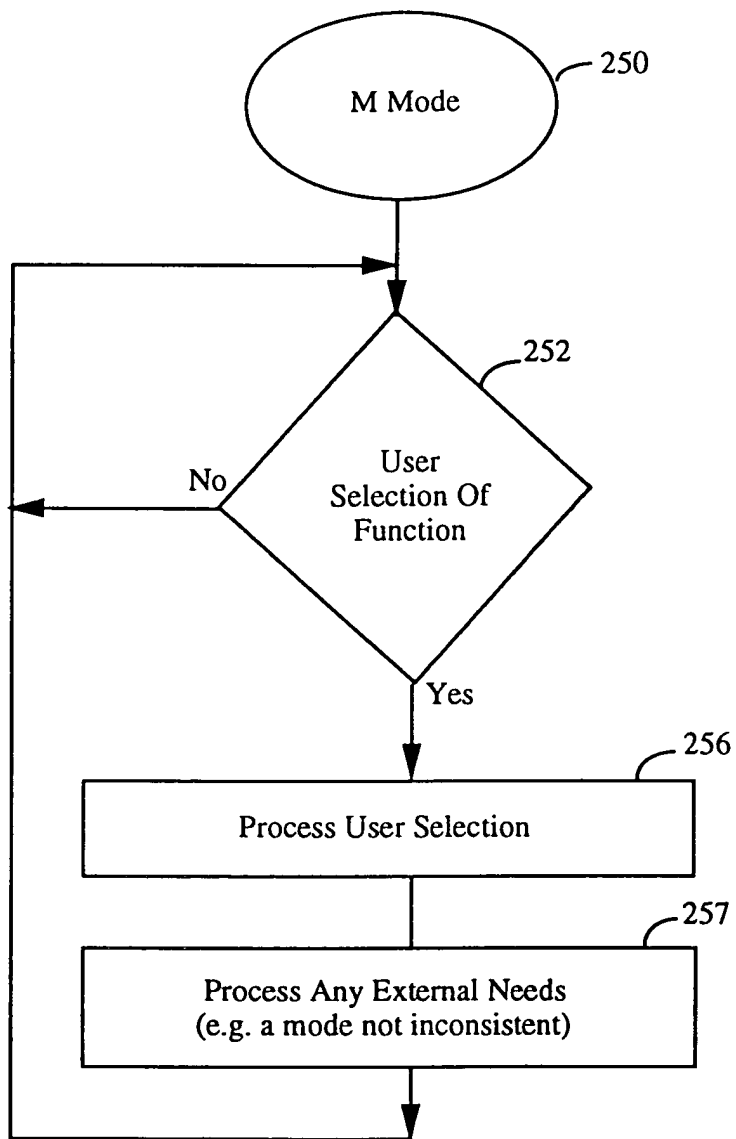 M Mode
250
252
User
Selection Of
Function
No
Yes
256
Process User Selection
257
Process Any External Needs
(e.g. a mode not inconsistent)